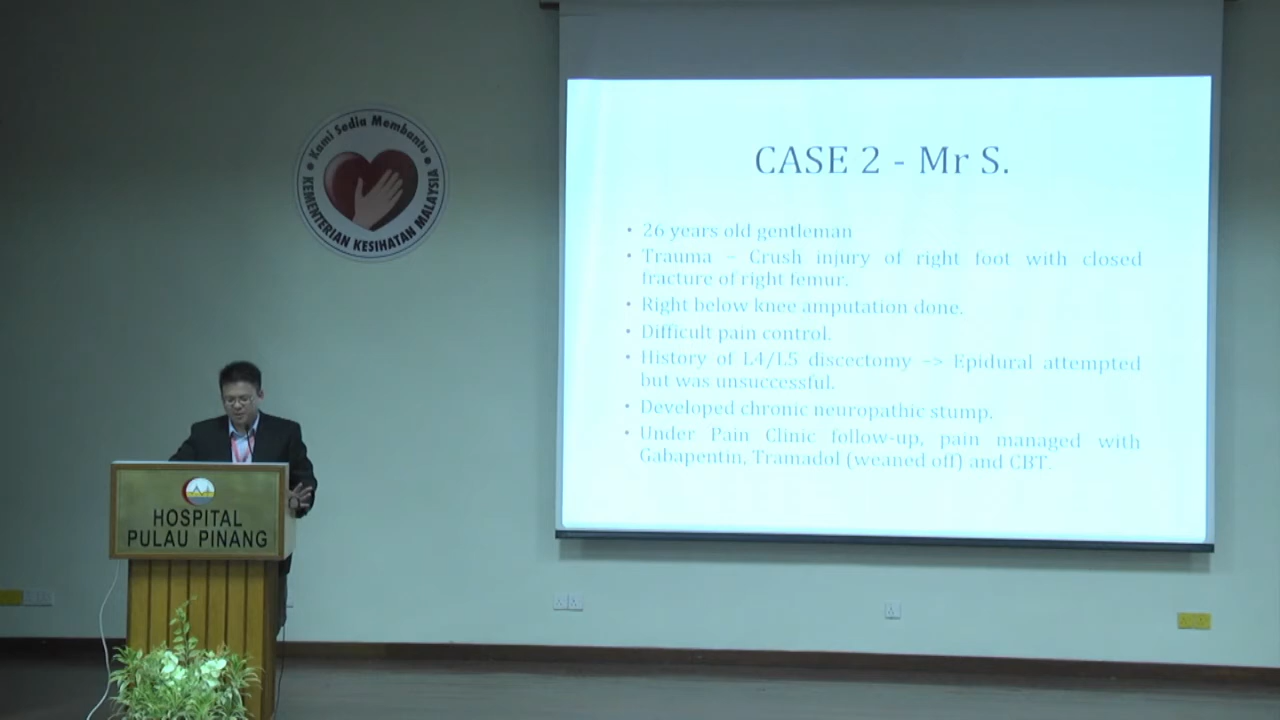 Kami Sedia Membantu
KEMENTERIAN KESIHATAN MALAYSIA
CASE 2 - Mr S.
• 26 years old gentleman
• Trauma – Crush injury of right foot with closed
fracture of right femur.
• Right below knee amputation done.
• Difficult pain control.
• History of L4/L5 discectomy –> Epidural attempted
but was unsuccessful.
• Developed chronic neuropathic stump.
• Under Pain Clinic follow-up, pain managed with
Gabapentin, Tramadol (weaned off) and CBT.
HOSPITAL
PULAU PINANG